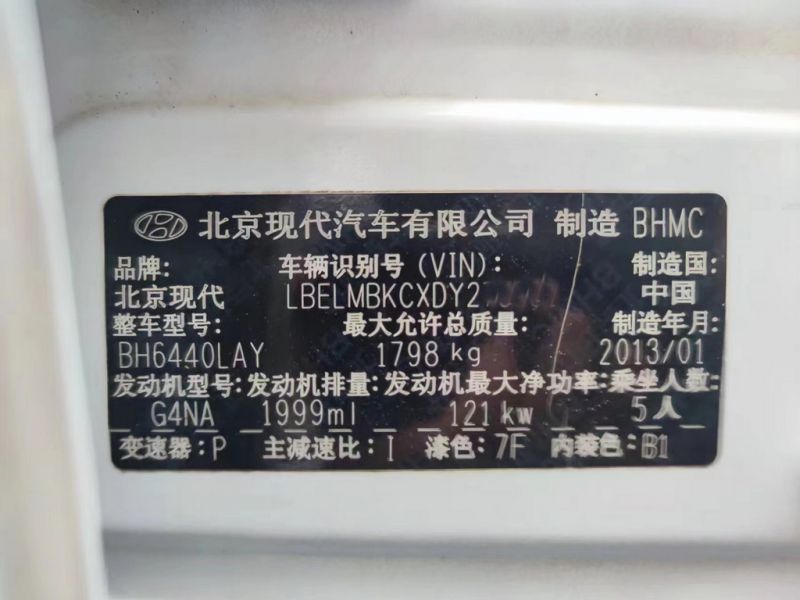 北京现代汽车有限公司 制造 BHMC
品牌: 车辆识别号(VIN): 制造国:
北京现代 LBELMBKCXDY2 中国
整车型号: 最大允许总质量: 制造年月:
BH6440LAY 1798 kg 2013/01
发动机型号: 发动机排量: 发动机最大净功率: 乘坐人数:
G4NA 1999ml 121 kw 5人
变速器: P 主减速比: I 漆色: 7F 内装色: B1